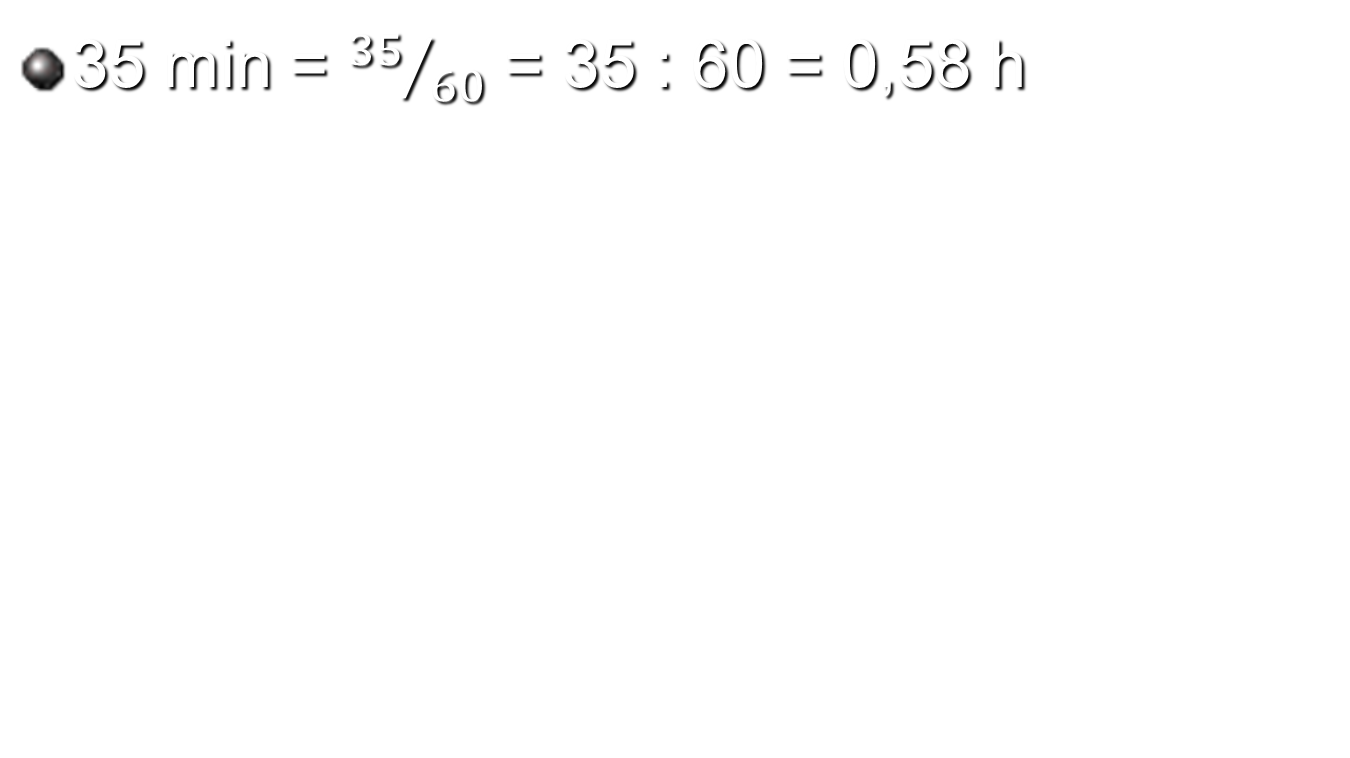 35 min = ³⁵/₆₀ = 35 : 60 = 0,58 h